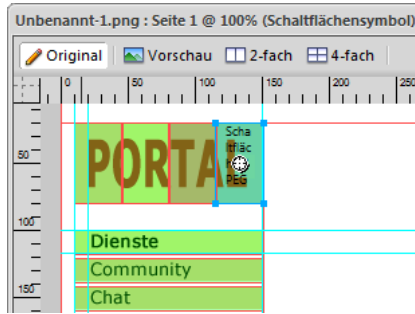 Unbenannt-1.png : Seite 1 @ 100% (Schaltflächensymbol)
Original Vorschau 2-fach 4-fach
0 50 100 150 200 250
50
100
150
PORTAL
Scha
ltfläc
PEG
Dienste
Community
Chat